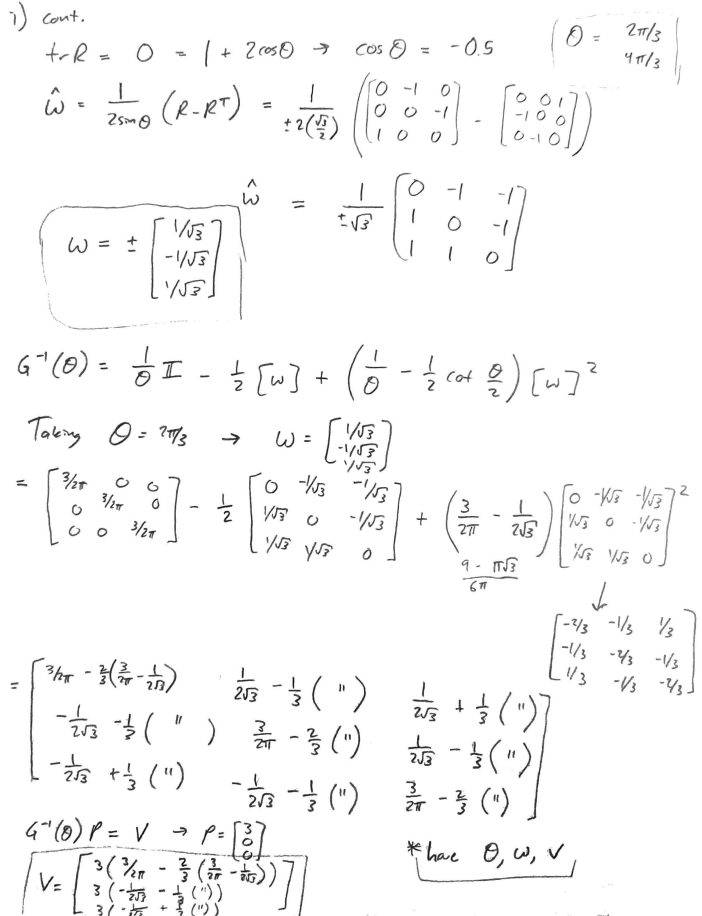 i) cont.
tr R = 0 = 1 + 2cosθ → cos θ = -0.5 | θ = 2π/3 4π/3 |
ŵ = 1/(2sinθ) (R-Rᵀ) = 1/(±2(√3/2)) ([0 -1 0; 0 0 -1; 1 0 0] - [0 0 1; -1 0 0; 0 -1 0])
ŵ = 1/(±√3) [0 -1 -1; 1 0 -1; 1 1 0]
ω = ± [1/√3; -1/√3; 1/√3]
G⁻¹(θ) = 1/θ I - 1/2 [ω] + (1/θ - 1/2 cot θ/2) [ω]²
Taking θ = 2π/3 → ω = [1/√3; -1/√3; 1/√3]
= [3/2π 0 0; 0 3/2π 0; 0 0 3/2π] - 1/2 [0 -1/√3 -1/√3; 1/√3 0 -1/√3; 1/√3 1/√3 0] + (3/2π - 1/2√3) [0 -1/√3 -1/√3; 1/√3 0 -1/√3; 1/√3 1/√3 0]²
(9 - π√3)/6π
↓
[-2/3 -1/3 1/3; -1/3 -2/3 -1/3; 1/3 -1/3 -2/3]
= [3/2π - 2/3(3/2π - 1/2√3) 1/2√3 - 1/3 (") 1/2√3 + 1/3 (")
-1/2√3 - 1/3 (") 3/2π - 2/3 (") 1/2√3 - 1/3 (")
-1/2√3 + 1/3 (") -1/2√3 - 1/3 (") 3/2π - 2/3 (")]
G⁻¹(θ) P = V → P = [3; 0; 0]
* have θ, ω, v
V = [3(3/2π - 2/3(3/2π - 1/2√3))
3(-1/2√3 - 1/3 ("))
3(-1/2√3 + 1/3 ("))]